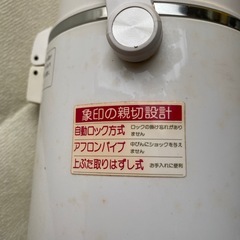 象印の親切設計
自動ロック方式 ロックの掛け忘れがありません
アフロンパイプ 中びんにショックを与えません
上ぶた取りはずし式 お手入れに便利